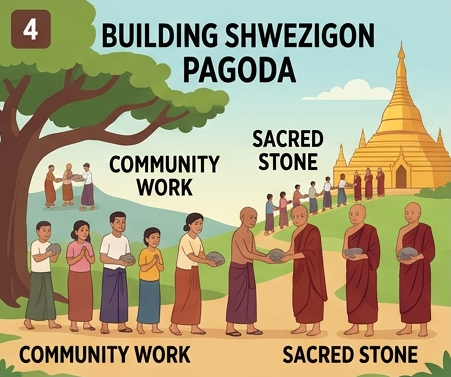 4
BUILDING SHWEZIGON
PAGODA
COMMUNITY
WORK
SACRED
STONE
COMMUNITY WORK
SACRED STONE